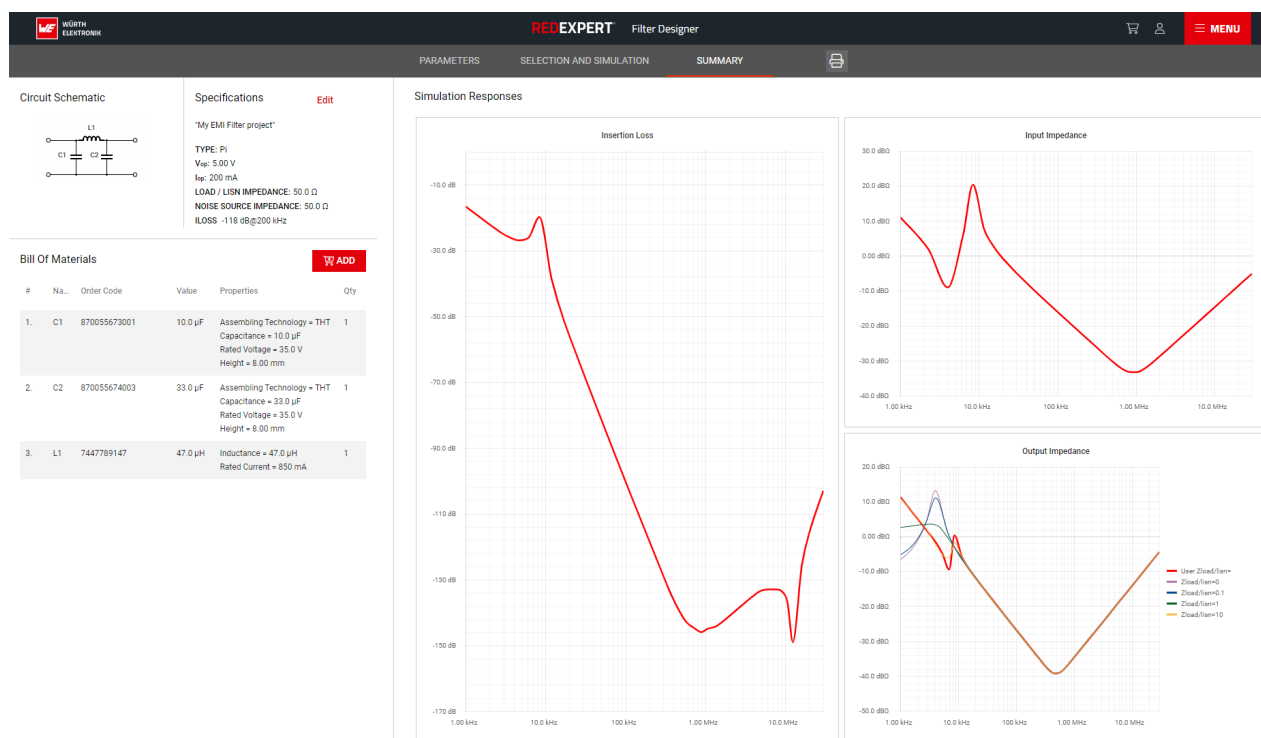 WE WÜRTH
ELEKTRONIK
REDEXPERT Filter Designer
MENU
PARAMETERS SELECTION AND SIMULATION SUMMARY
Circuit Schematic
L1
C1 C2
Specifications Edit
"My EMI Filter project"
TYPE: Pi
Vop: 5.00 V
Iop: 200 mA
LOAD / LISN IMPEDANCE: 50.0 Ω
NOISE SOURCE IMPEDANCE: 50.0 Ω
ILOSS -118 dB@200 kHz
Bill Of Materials ADD
# Na... Order Code Value Properties Qty
1. C1 870055673001 10.0 µF Assembling Technology = THT 1
Capacitance = 10.0 µF
Rated Voltage = 35.0 V
Height = 8.00 mm
2. C2 870055674003 33.0 µF Assembling Technology = THT 1
Capacitance = 33.0 µF
Rated Voltage = 35.0 V
Height = 8.00 mm
3. L1 7447789147 47.0 µH Inductance = 47.0 µH 1
Rated Current = 850 mA
Simulation Responses
Insertion Loss
-10.0 dB
-30.0 dB
-50.0 dB
-70.0 dB
-90.0 dB
-110 dB
-130 dB
-150 dB
-170 dB
1.00 kHz 10.0 kHz 100 kHz 1.00 MHz 10.0 MHz
Input Impedance
30.0 dBΩ
20.0 dBΩ
10.0 dBΩ
0.00 dBΩ
-10.0 dBΩ
-20.0 dBΩ
-30.0 dBΩ
-40.0 dBΩ
1.00 kHz 10.0 kHz 100 kHz 1.00 MHz 10.0 MHz
Output Impedance
20.0 dBΩ
10.0 dBΩ
0.00 dBΩ
-10.0 dBΩ
-20.0 dBΩ
-30.0 dBΩ
-40.0 dBΩ
-50.0 dBΩ
1.00 kHz 10.0 kHz 100 kHz 1.00 MHz 10.0 MHz
User Zload/lian=
Zload/lian=0
Zload/lian=0.1
Zload/lian=1
Zload/lian=10